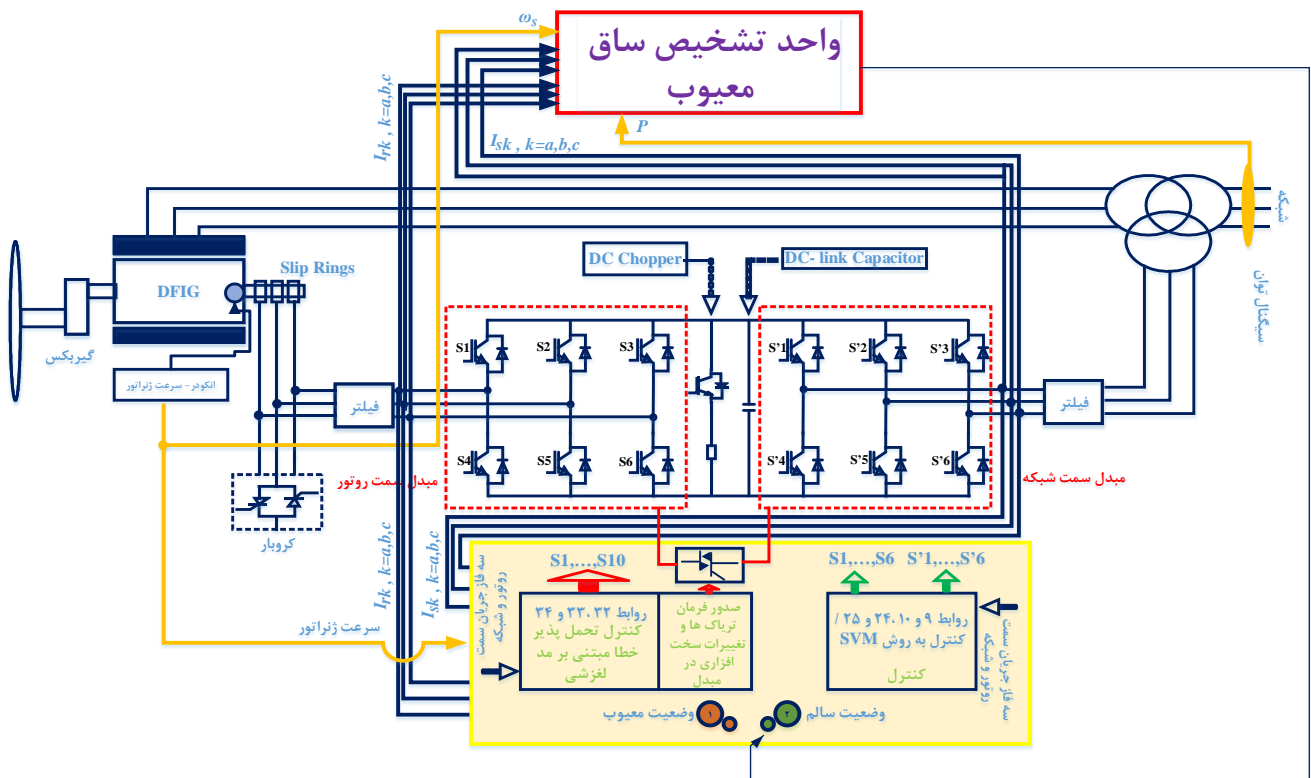 واحد تشخیص ساق
معیوب
ωs
Irk , k=a,b,c
Isk , k=a,b,c
P
شبکه
سیگنال توان
DC Chopper
DC- link Capacitor
Slip Rings
DFIG
گیربکس
انکودر – سرعت ژنراتور
فیلتر
S1
S2
S3
S4
S5
S6
S'1
S'2
S'3
S'4
S'5
S'6
فیلتر
مبدل سمت روتور
مبدل سمت شبکه
کروبار
Irk , k=a,b,c
Isk , k=a,b,c
سرعت ژنراتور
سه فاز جریان سمت
روتور و شبکه
S1,…,S10
روابط ۳۲، ۳۳ و ۳۴
کنترل تحمل پذیر
خطا مبتنی بر مد
لغزشی
صدور فرمان
تریاک ها و
تغییرات سخت
افزاری در
مبدل
S1,…,S6 S'1,…,S'6
روابط ۹ و ۱۰، ۲۴ و ۲۵ /
کنترل به روش SVM
کنترل
سه فاز جریان سمت
روتور و شبکه
وضعیت معیوب
۱
۲
وضعیت سالم